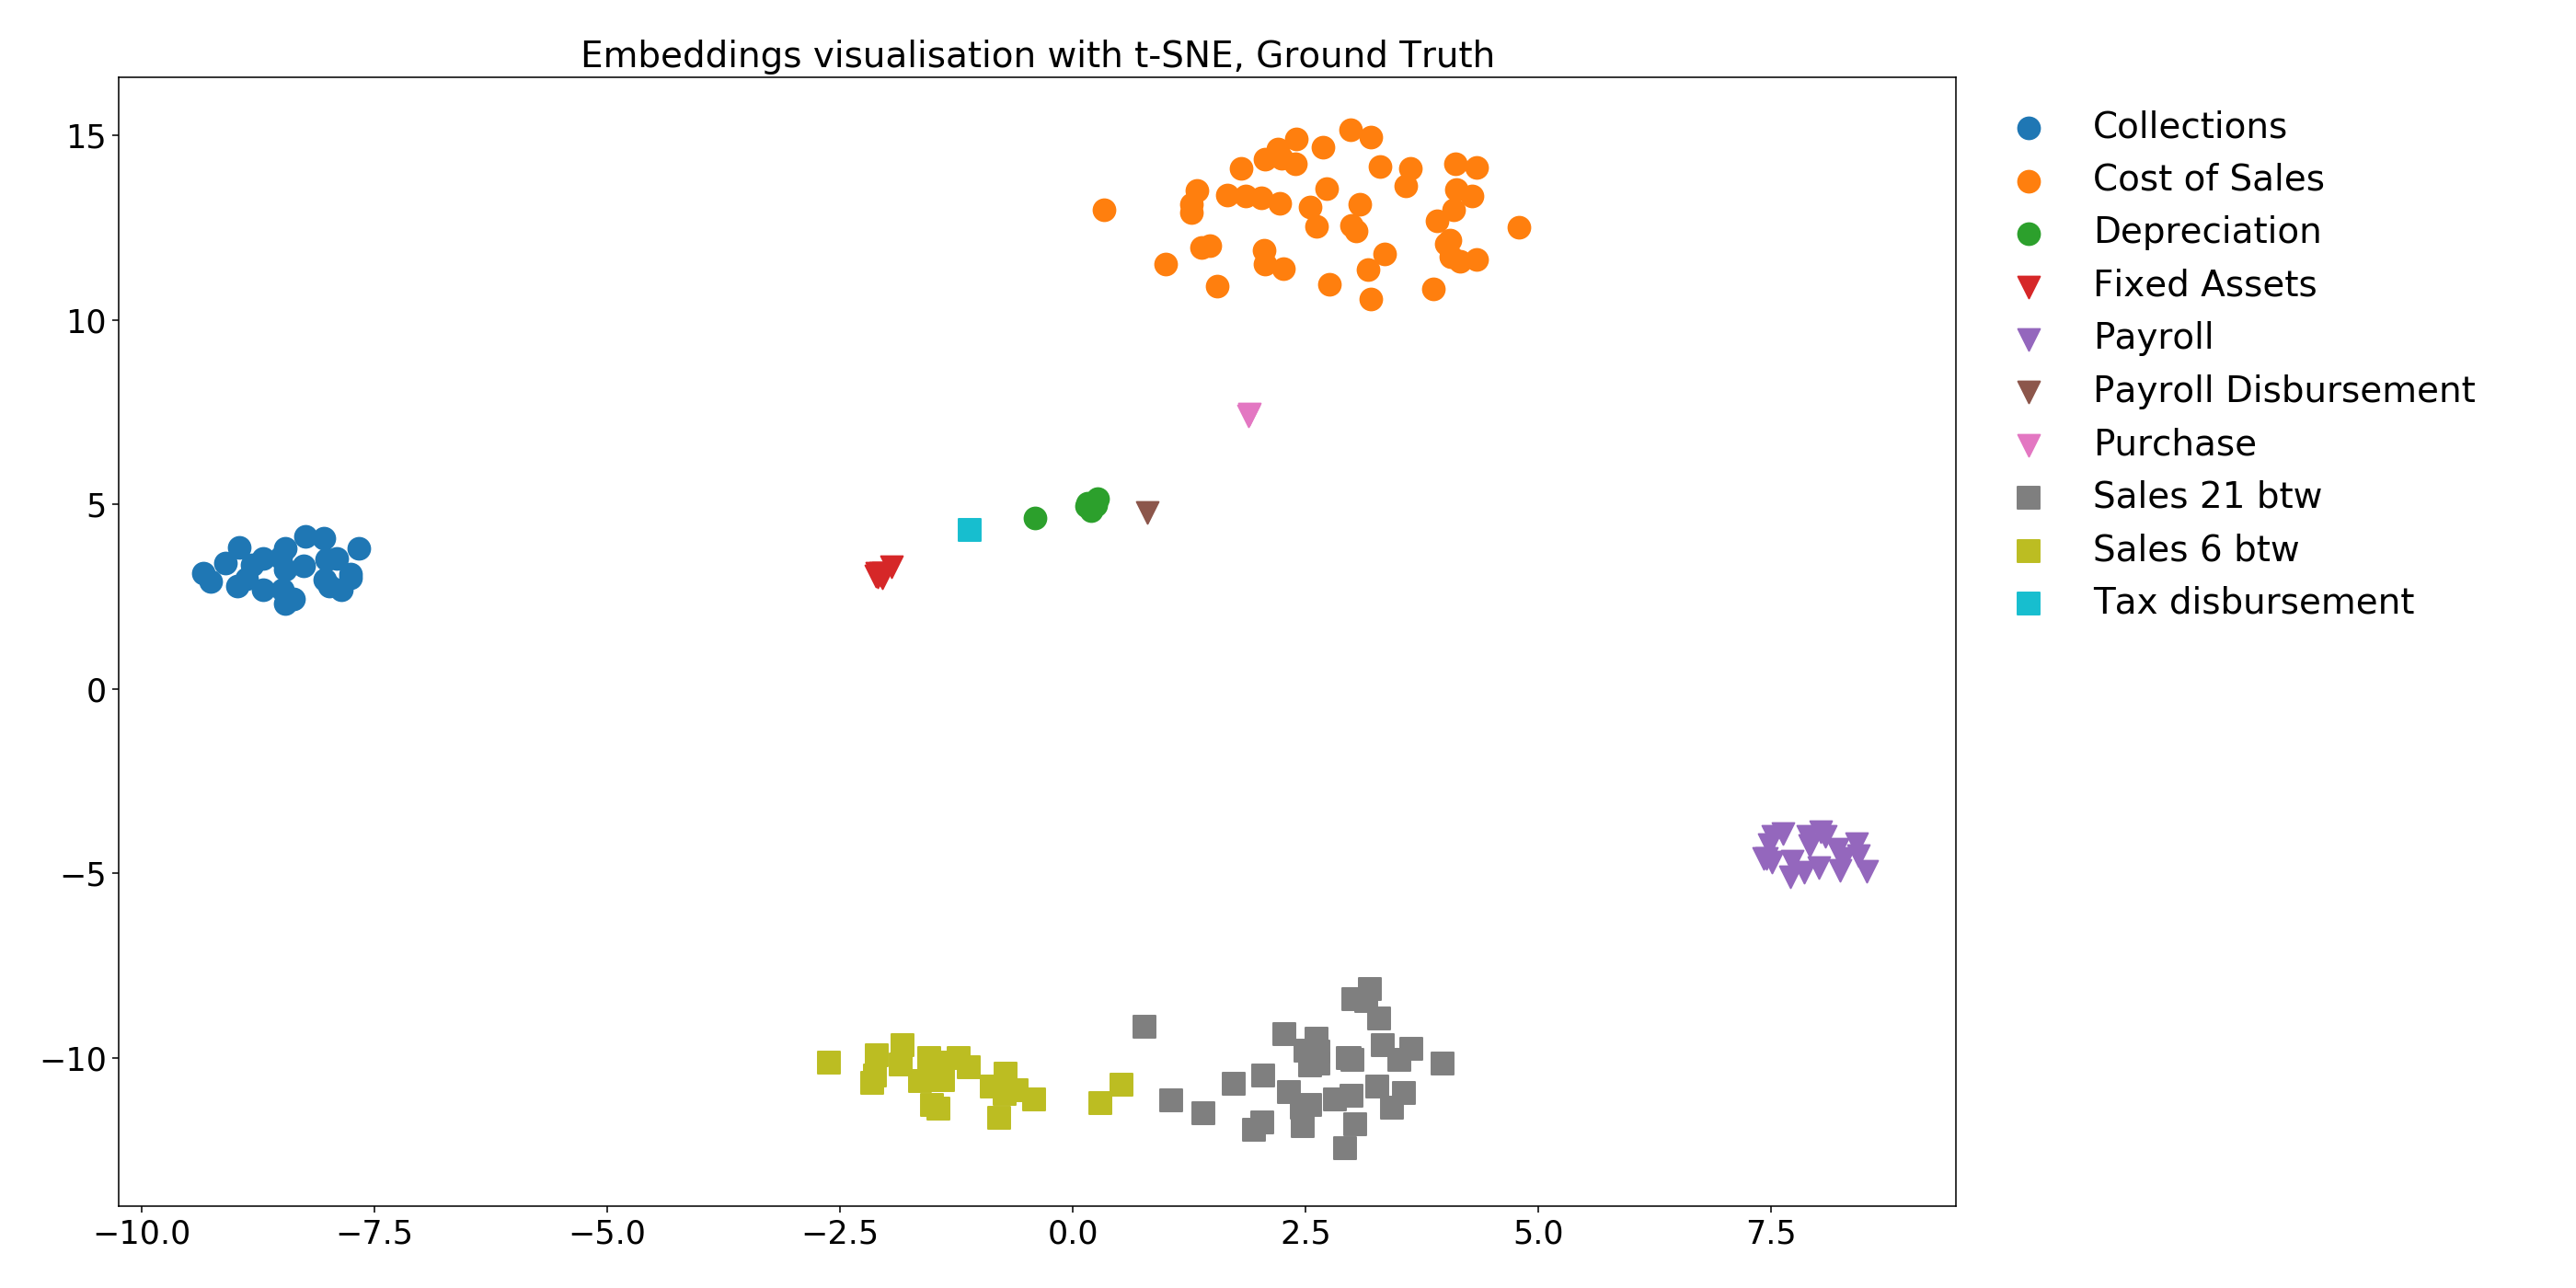 Embeddings visualisation with t-SNE, Ground Truth
15
10
5
0
−5
−10
−10.0 −7.5 −5.0 −2.5 0.0 2.5 5.0 7.5
Collections
Cost of Sales
Depreciation
Fixed Assets
Payroll
Payroll Disbursement
Purchase
Sales 21 btw
Sales 6 btw
Tax disbursement